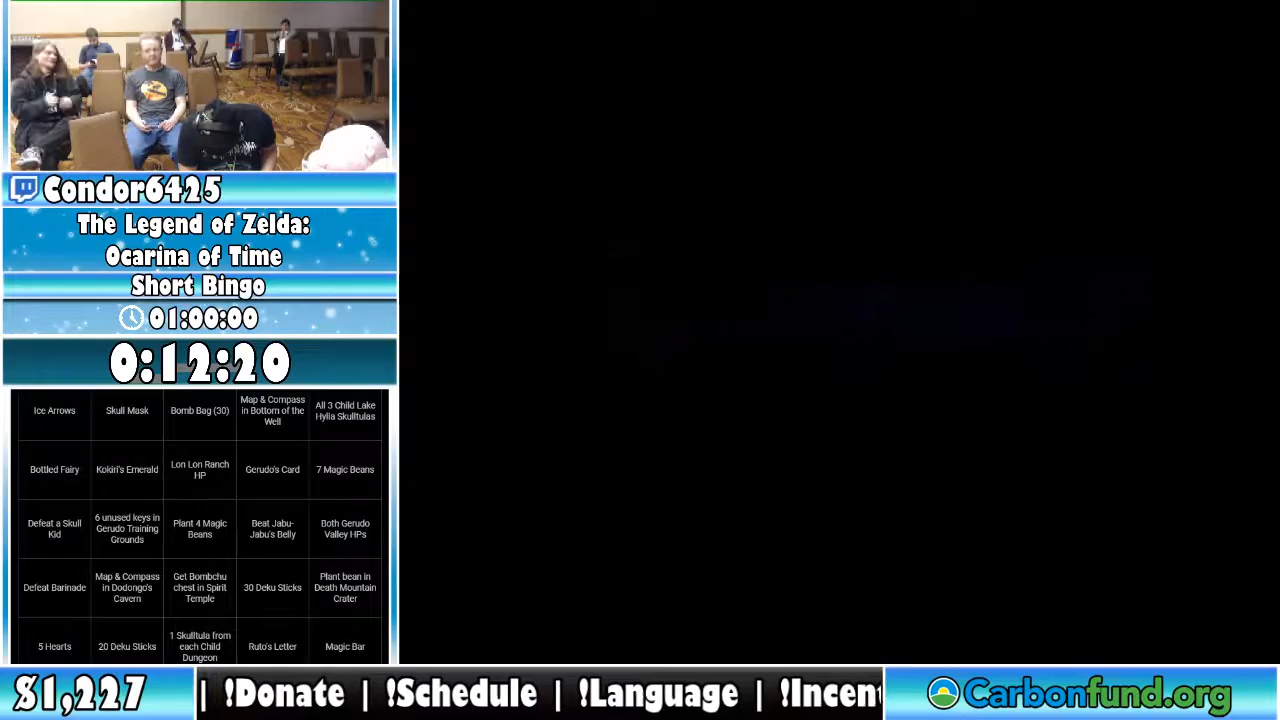 Condor6425
The Legend of Zelda:
Ocarina of Time
Short Bingo
01:00:00
0:12:20
Ice Arrows
Skull Mask
Bomb Bag (30)
Map & Compass
in Bottom of the
Well
All 3 Child Lake
Hylia Skulltulas
Bottled Fairy
Kokiri's Emerald
Lon Lon Ranch
HP
Gerudo's Card
7 Magic Beans
Defeat a Skull
Kid
6 unused keys in
Gerudo Training
Grounds
Plant 4 Magic
Beans
Beat Jabu-
Jabu's Belly
Both Gerudo
Valley HPs
Defeat Barinade
Map & Compass
in Dodongo's
Cavern
Get Bombchu
chest in Spirit
Temple
30 Deku Sticks
Plant bean in
Death Mountain
Crater
5 Hearts
20 Deku Sticks
1 Skulltula from
each Child
Dungeon
Ruto's Letter
Magic Bar
$1,227
| !Donate | !Schedule | !Language | !Incen
Carbonfund.org